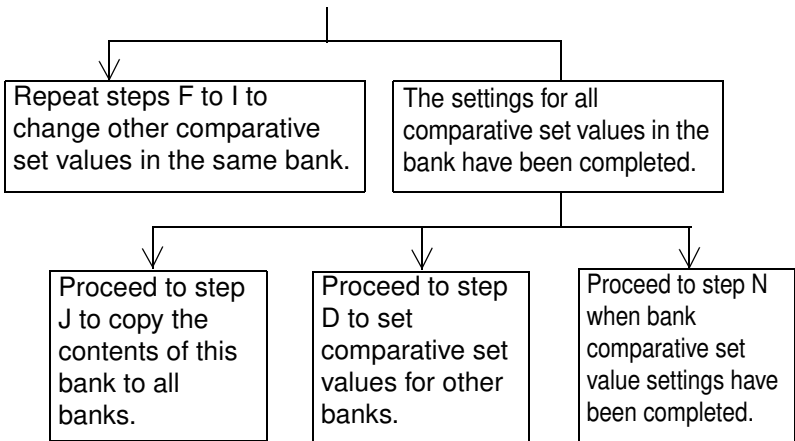 Repeat steps F to I to
change other comparative
set values in the same bank.
The settings for all
comparative set values in the
bank have been completed.
Proceed to step
J to copy the
contents of this
bank to all
banks.
Proceed to step
D to set
comparative set
values for other
banks.
Proceed to step N
when bank
comparative set
value settings have
been completed.